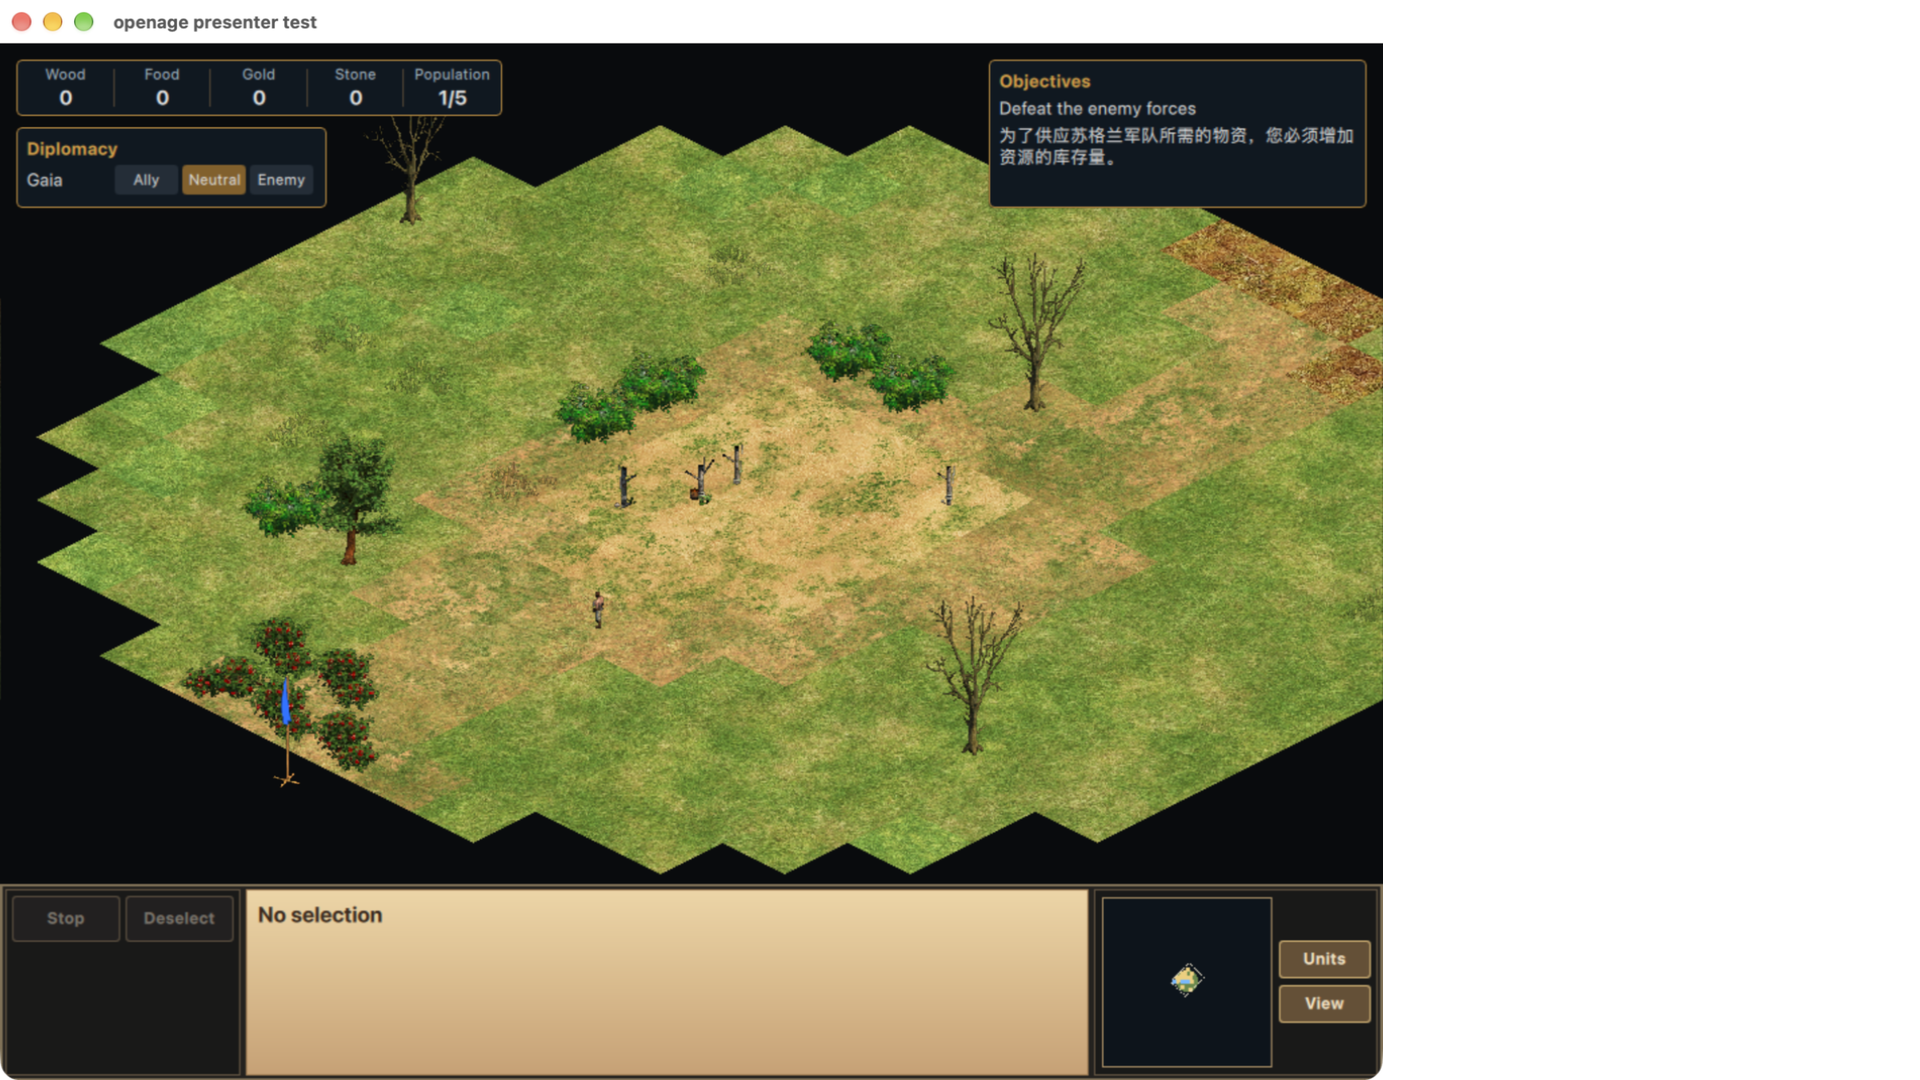 openage presenter test
Wood Food Gold Stone Population
0 0 0 0 1/5
Diplomacy
Gaia Ally Neutral Enemy
Objectives
Defeat the enemy forces
为了供应苏格兰军队所需的物资，您必须增加
资源的库存量。
Stop Deselect
No selection
Units
View